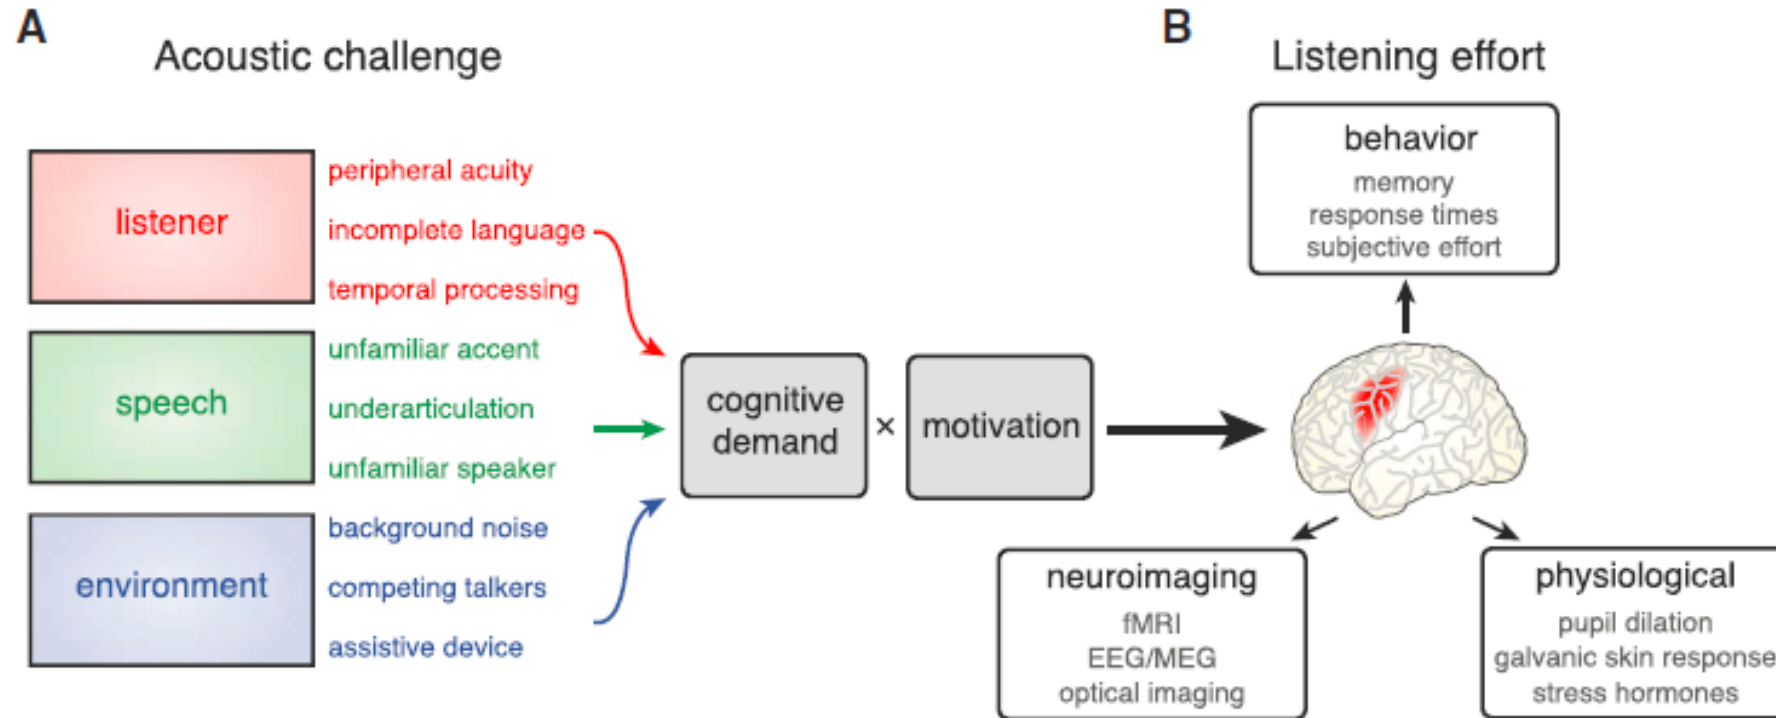 A
Acoustic challenge
listener
peripheral acuity
incomplete language
temporal processing
speech
unfamiliar accent
underarticulation
unfamiliar speaker
environment
background noise
competing talkers
assistive device
cognitive
demand
×
motivation
B
Listening effort
behavior
memory
response times
subjective effort
neuroimaging
fMRI
EEG/MEG
optical imaging
physiological
pupil dilation
galvanic skin response
stress hormones